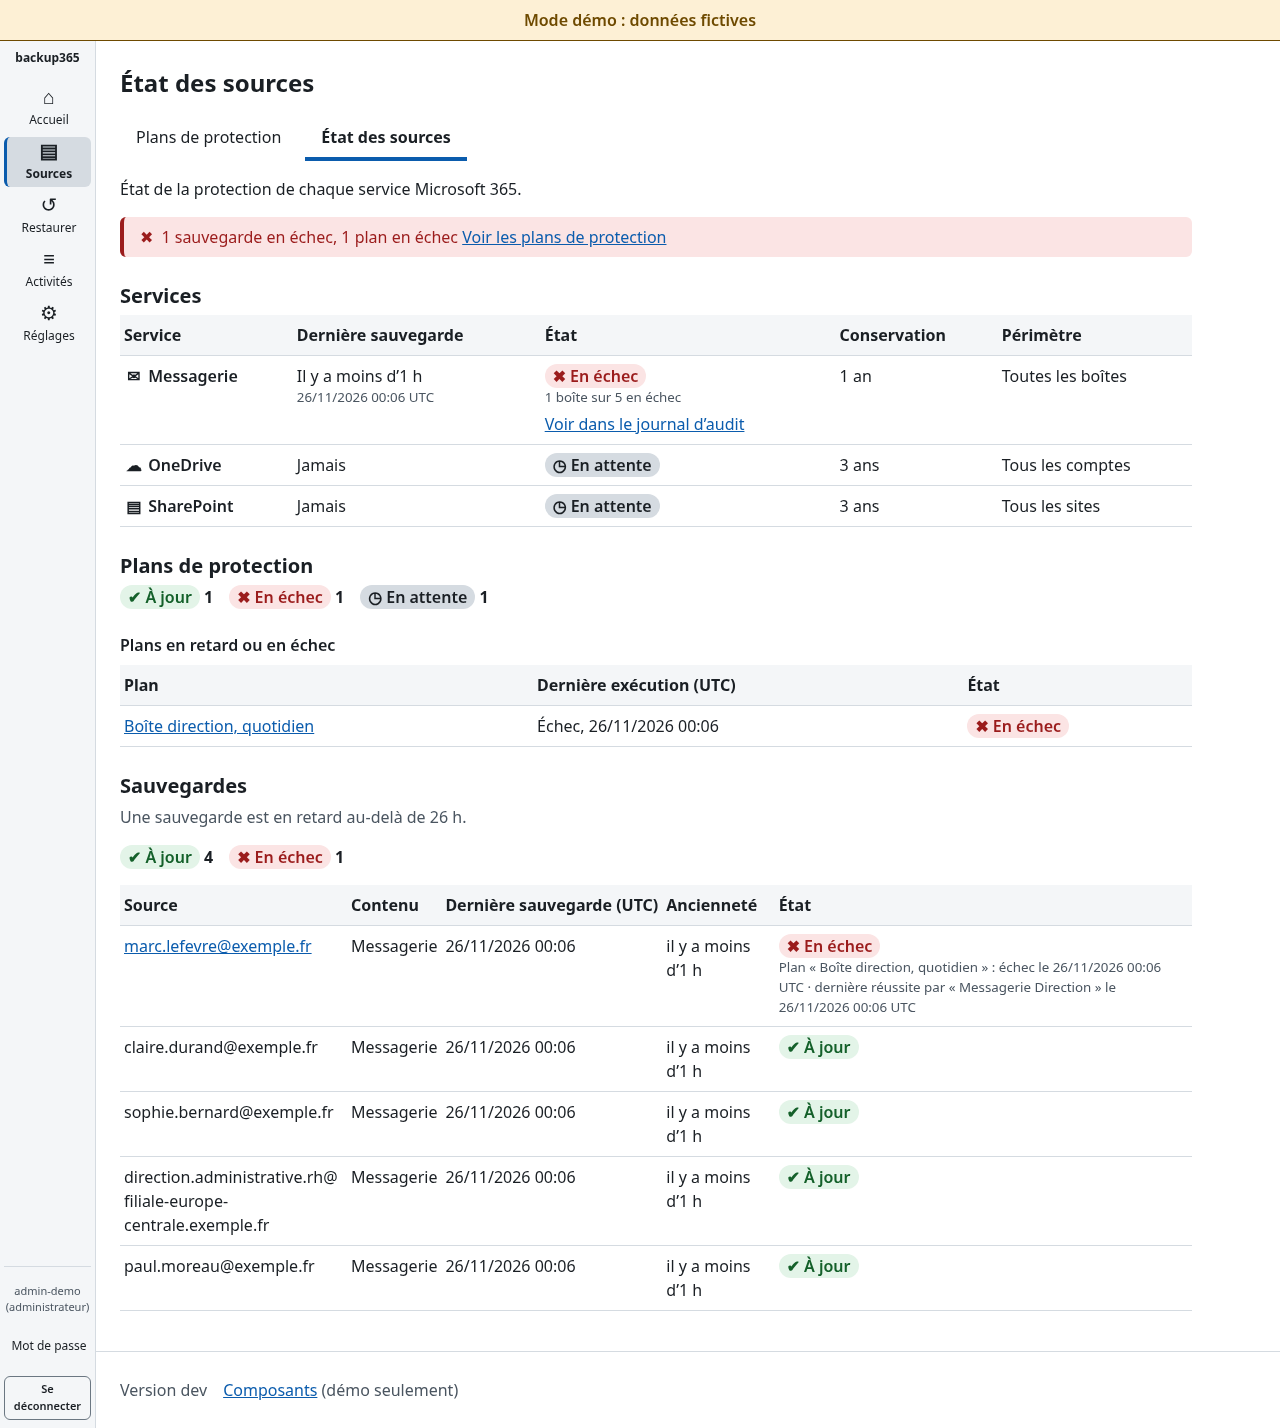 Mode démo : données fictives
backup365
Accueil
Sources
Restaurer
Activités
Réglages
admin-demo
(administrateur)
Mot de passe
Se
déconnecter
État des sources
Plans de protection
État des sources
État de la protection de chaque service Microsoft 365.
✖ 1 sauvegarde en échec, 1 plan en échec Voir les plans de protection
Services
Service Dernière sauvegarde État Conservation Périmètre
Messagerie Il y a moins d’1 h ✖ En échec 1 an Toutes les boîtes
26/11/2026 00:06 UTC 1 boîte sur 5 en échec
Voir dans le journal d’audit
OneDrive Jamais En attente 3 ans Tous les comptes
SharePoint Jamais En attente 3 ans Tous les sites
Plans de protection
✔ À jour 1 ✖ En échec 1 En attente 1
Plans en retard ou en échec
Plan Dernière exécution (UTC) État
Boîte direction, quotidien Échec, 26/11/2026 00:06 ✖ En échec
Sauvegardes
Une sauvegarde est en retard au-delà de 26 h.
✔ À jour 4 ✖ En échec 1
Source Contenu Dernière sauvegarde (UTC) Ancienneté État
marc.lefevre@exemple.fr Messagerie 26/11/2026 00:06 il y a moins ✖ En échec
d’1 h Plan « Boîte direction, quotidien » : échec le 26/11/2026 00:06
UTC · dernière réussite par « Messagerie Direction » le
26/11/2026 00:06 UTC
claire.durand@exemple.fr Messagerie 26/11/2026 00:06 il y a moins ✔ À jour
d’1 h
sophie.bernard@exemple.fr Messagerie 26/11/2026 00:06 il y a moins ✔ À jour
d’1 h
direction.administrative.rh@ Messagerie 26/11/2026 00:06 il y a moins ✔ À jour
filiale-europe- d’1 h
centrale.exemple.fr
paul.moreau@exemple.fr Messagerie 26/11/2026 00:06 il y a moins ✔ À jour
d’1 h
Version dev Composants (démo seulement)